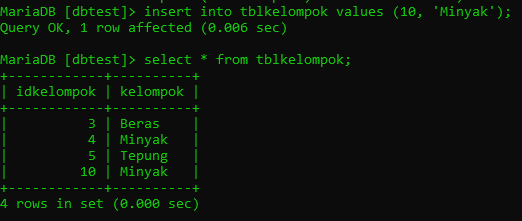 MariaDB [dbtest]> insert into tblkelompok values (10, 'Minyak');
Query OK, 1 row affected (0.006 sec)
MariaDB [dbtest]> select * from tblkelompok;
+------------+----------+
| idkelompok | kelompok |
+------------+----------+
|          3 | Beras    |
|          4 | Minyak   |
|          5 | Tepung   |
|         10 | Minyak   |
+------------+----------+
4 rows in set (0.000 sec)